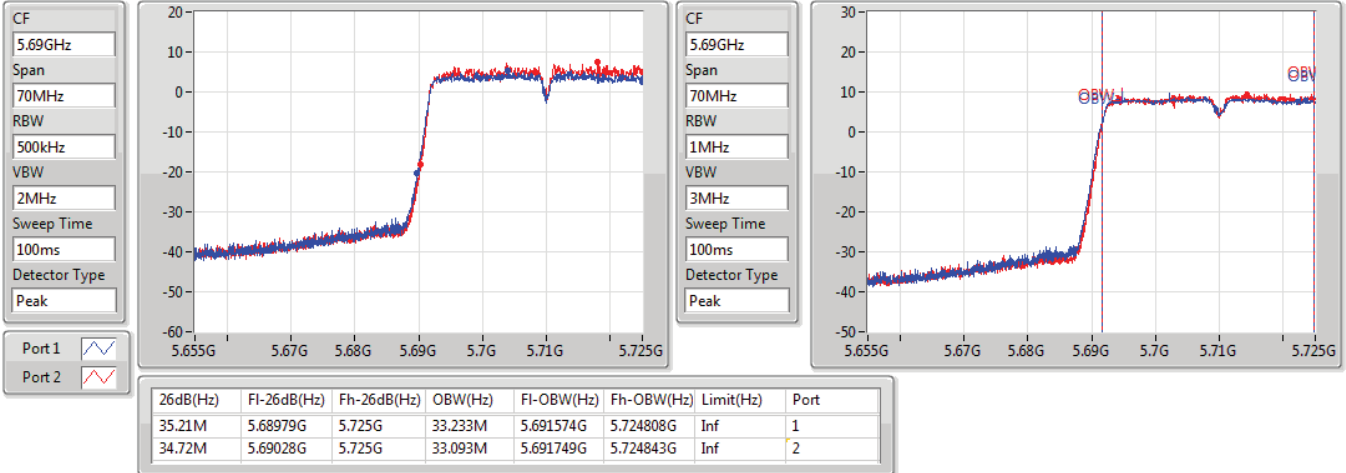 CF
5.69GHz
Span
70MHz
RBW
500kHz
VBW
2MHz
Sweep Time
100ms
Detector Type
Peak
Port 1
Port 2
20
10
0
-10
-20
-30
-40
-50
-60
5.655G 5.67G 5.68G 5.69G 5.7G 5.71G 5.725G
CF
5.69GHz
Span
70MHz
RBW
1MHz
VBW
3MHz
Sweep Time
100ms
Detector Type
Peak
30
20
10
0
-10
-20
-30
-40
-50
OBW
OBW
5.655G 5.67G 5.68G 5.69G 5.7G 5.71G 5.725G
26dB(Hz) Fl-26dB(Hz) Fh-26dB(Hz) OBW(Hz) Fl-OBW(Hz) Fh-OBW(Hz) Limit(Hz) Port
35.21M 5.68979G 5.725G 33.233M 5.691574G 5.724808G Inf 1
34.72M 5.69028G 5.725G 33.093M 5.691749G 5.724843G Inf 2